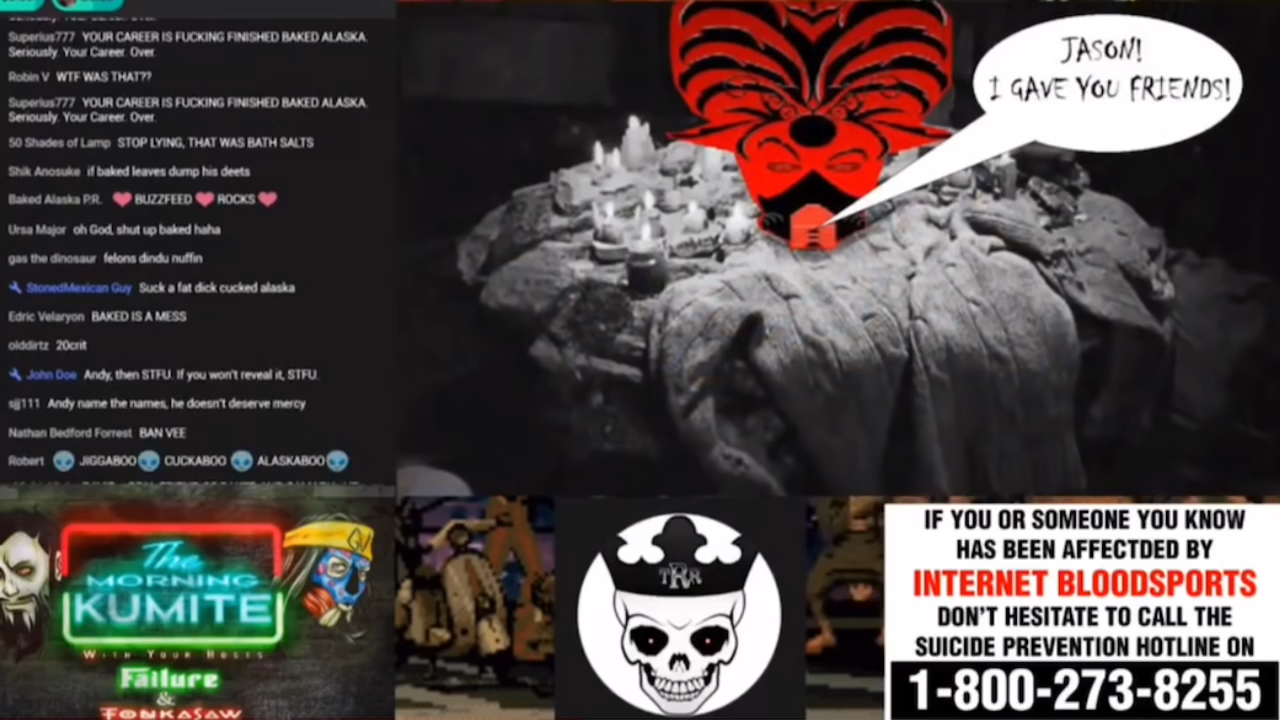 Superius777 YOUR CAREER IS FUCKING FINISHED BAKED ALASKA.
Seriously. Your Career. Over.
Robin V WTF WAS THAT??
Superius777 YOUR CAREER IS FUCKING FINISHED BAKED ALASKA.
Seriously. Your Career. Over.
50 Shades of Lamp STOP LYING, THAT WAS BATH SALTS
Shik Anosuke if baked leaves dump his deets
Baked Alaska P.R. ❤️ BUZZFEED ❤️ ROCKS ❤️
Ursa Major oh God, shut up baked haha
gas the dinosaur felons dindu nuffin
StonedMexican Guy Suck a fat dick cucked alaska
Edric Velaryon BAKED IS A MESS
olddirtz 20crit
John Doe Andy, then STFU. If you won't reveal it, STFU.
sjj111 Andy name the names, he doesn't deserve mercy
Nathan Bedford Forrest BAN VEE
Robert 👽 JIGGABOO 👽 CUCKABOO 👽 ALASKABOO 👽
JASON!
I GAVE YOU FRIENDS!
The
MORNING
KUMITE
WITH YOUR HOSTS
Failure
&
TONKASAW
TRR
IF YOU OR SOMEONE YOU KNOW
HAS BEEN AFFECTDED BY
INTERNET BLOODSPORTS
DON'T HESITATE TO CALL THE
SUICIDE PREVENTION HOTLINE ON
1-800-273-8255